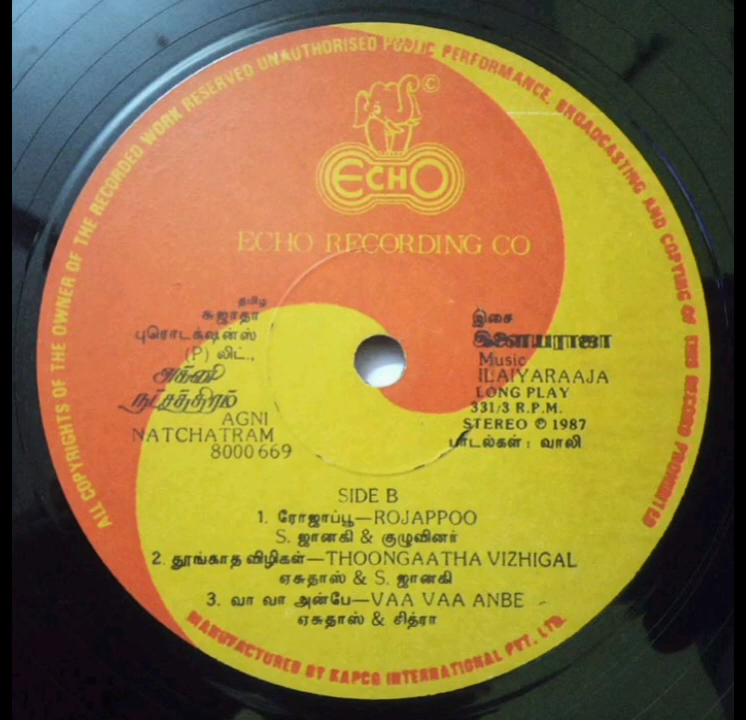 ALL COPYRIGHTS OF THE OWNER OF THE RECORDED WORK RESERVED UNAUTHORISED PUBLIC PERFORMANCE, BROADCASTING AND COPYING OF THIS RECORD PROHIBITED
©
ECHO
ECHO RECORDING CO
தமிழ்
சுஜாதா
புரொடக்‌ஷன்ஸ்
(P) லிட்.,
அக்னி
நட்சத்திரம்
AGNI
NATCHATRAM
8000 669
இசை
இளையராஜா
Music
ILAIYARAAJA
LONG PLAY
331/3 R.P.M.
STEREO ℗ 1987
பாடல்கள் : வாலி
SIDE B
1. ரோஜாப்பூ—ROJAPPOO
S. ஜானகி & குழுவினர்
2. தூங்காத விழிகள்—THOONGAATHA VIZHIGAL
ஏசுதாஸ் & S. ஜானகி
3. வா வா அன்பே—VAA VAA ANBE
ஏசுதாஸ் & சித்ரா
MANUFACTURED BY KAPCO INTERNATIONAL PVT. LTD.